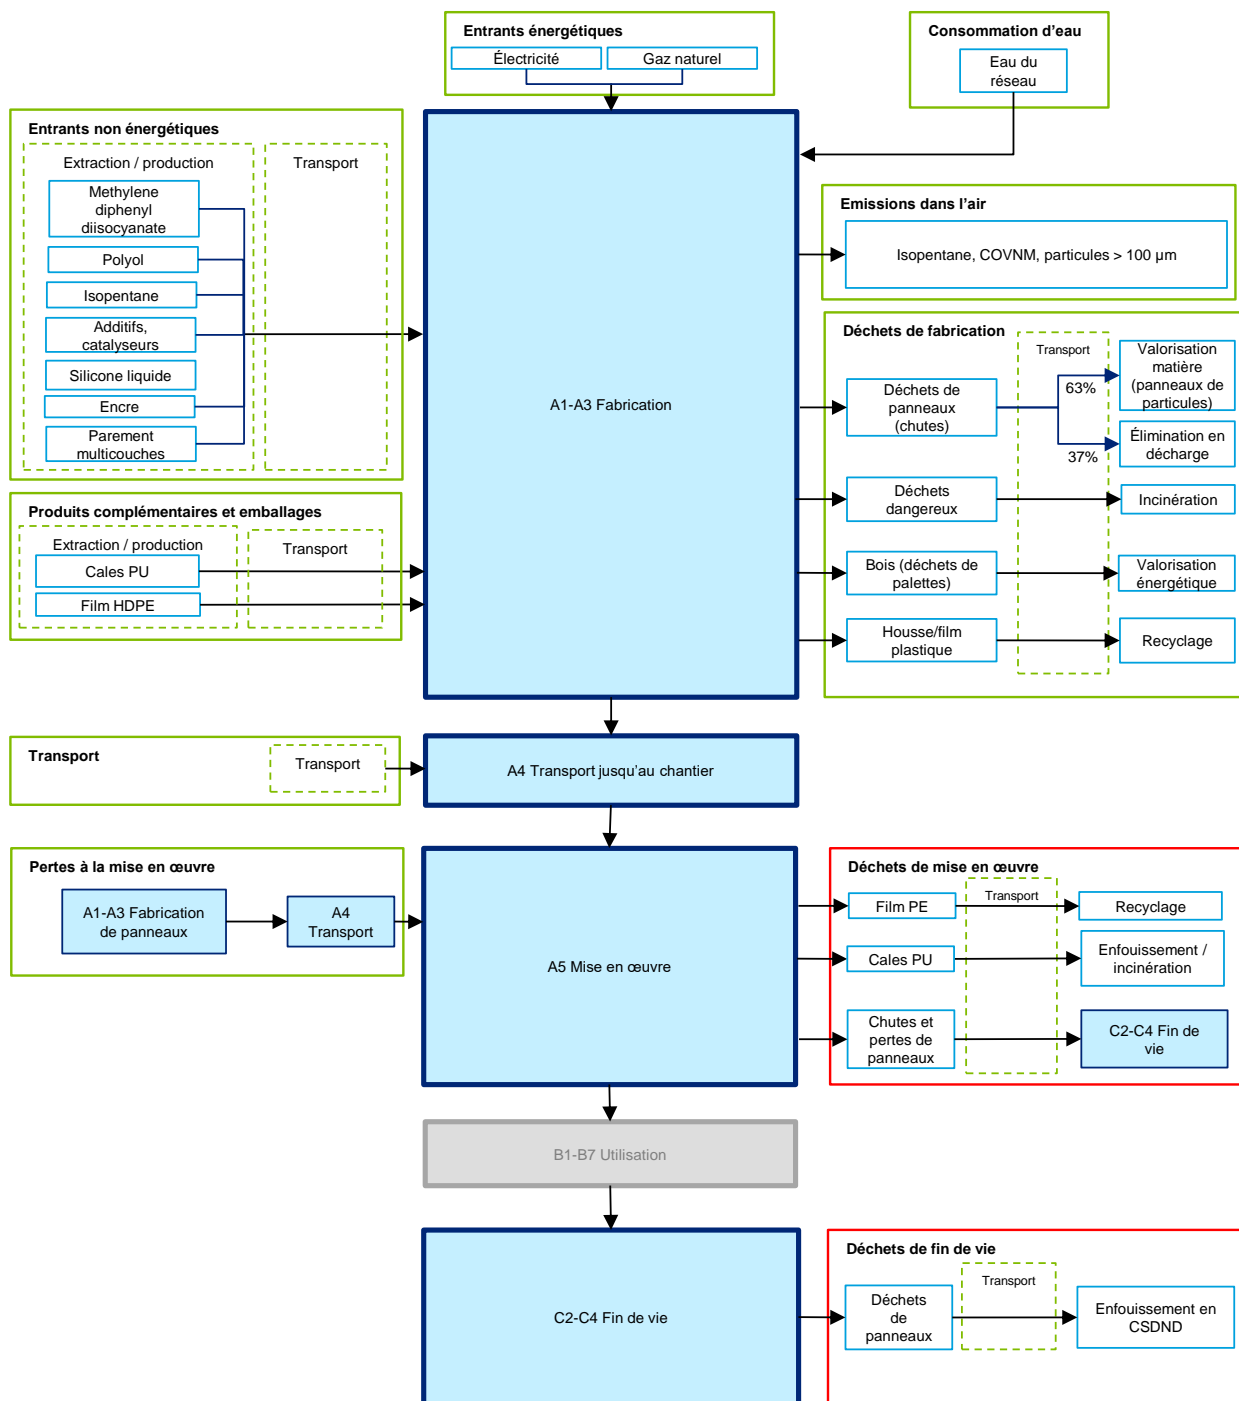 Entrants énergétiques
Électricité
Gaz naturel
Consommation d'eau
Eau du
réseau
Entrants non énergétiques
Extraction / production
Transport
Methylene
diphenyl
diisocyanate
Polyol
Isopentane
Additifs,
catalyseurs
Silicone liquide
Encre
Parement
multicouches
A1-A3 Fabrication
Emissions dans l'air
Isopentane, COVNM, particules > 100 µm
Déchets de fabrication
Transport
Déchets de
panneaux
(chutes)
63%
37%
Valorisation
matière
(panneaux de
particules)
Élimination en
décharge
Déchets
dangereux
Incinération
Bois (déchets de
palettes)
Valorisation
énergétique
Housse/film
plastique
Recyclage
Produits complémentaires et emballages
Extraction / production
Transport
Cales PU
Film HDPE
Transport
Transport
A4 Transport jusqu'au chantier
Pertes à la mise en œuvre
A1-A3 Fabrication
de panneaux
A4
Transport
A5 Mise en œuvre
Déchets de mise en œuvre
Transport
Film PE
Recyclage
Cales PU
Enfouissement /
incinération
Chutes et
pertes de
panneaux
C2-C4 Fin de
vie
B1-B7 Utilisation
C2-C4 Fin de vie
Déchets de fin de vie
Transport
Déchets
de
panneaux
Enfouissement en
CSDND